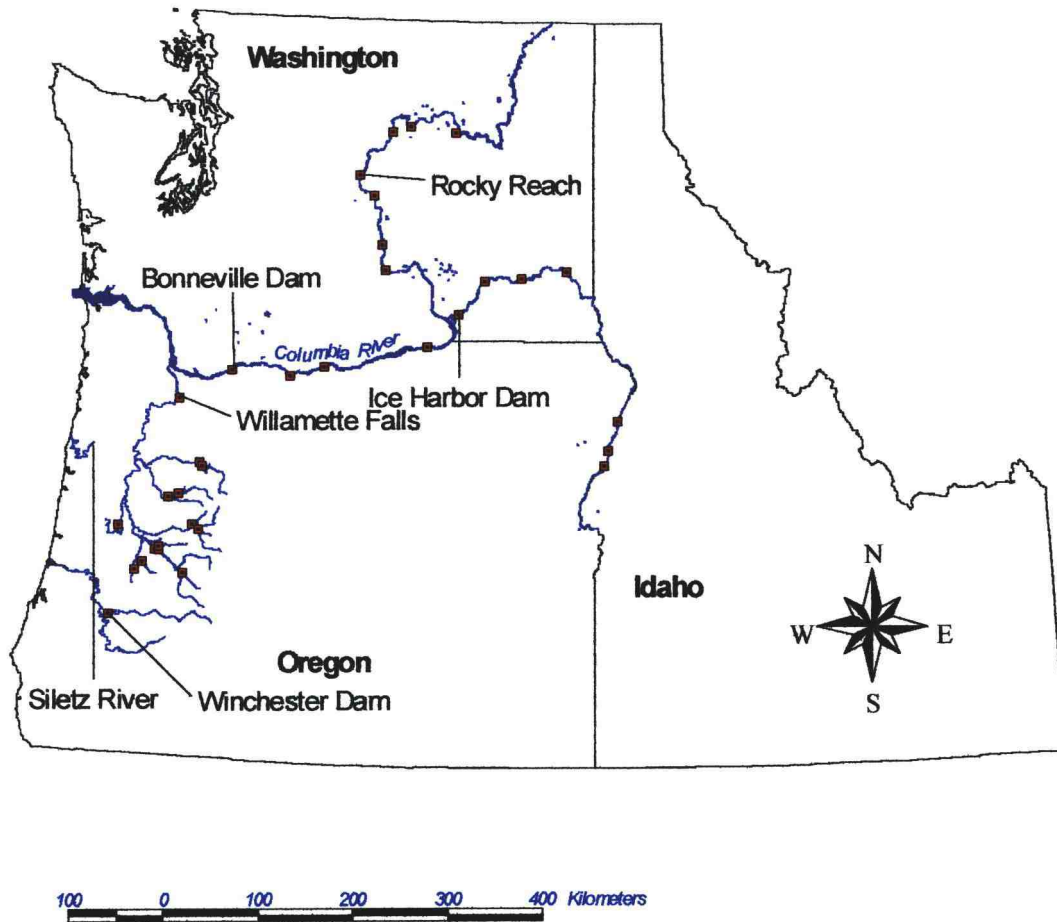 Washington
Rocky Reach
Bonneville Dam
Columbia River
Ice Harbor Dam
Willamette Falls
N
Idaho
W
E
Oregon
Siletz River
Winchester Dam
S
100 0 100 200 300 400 Kilometers